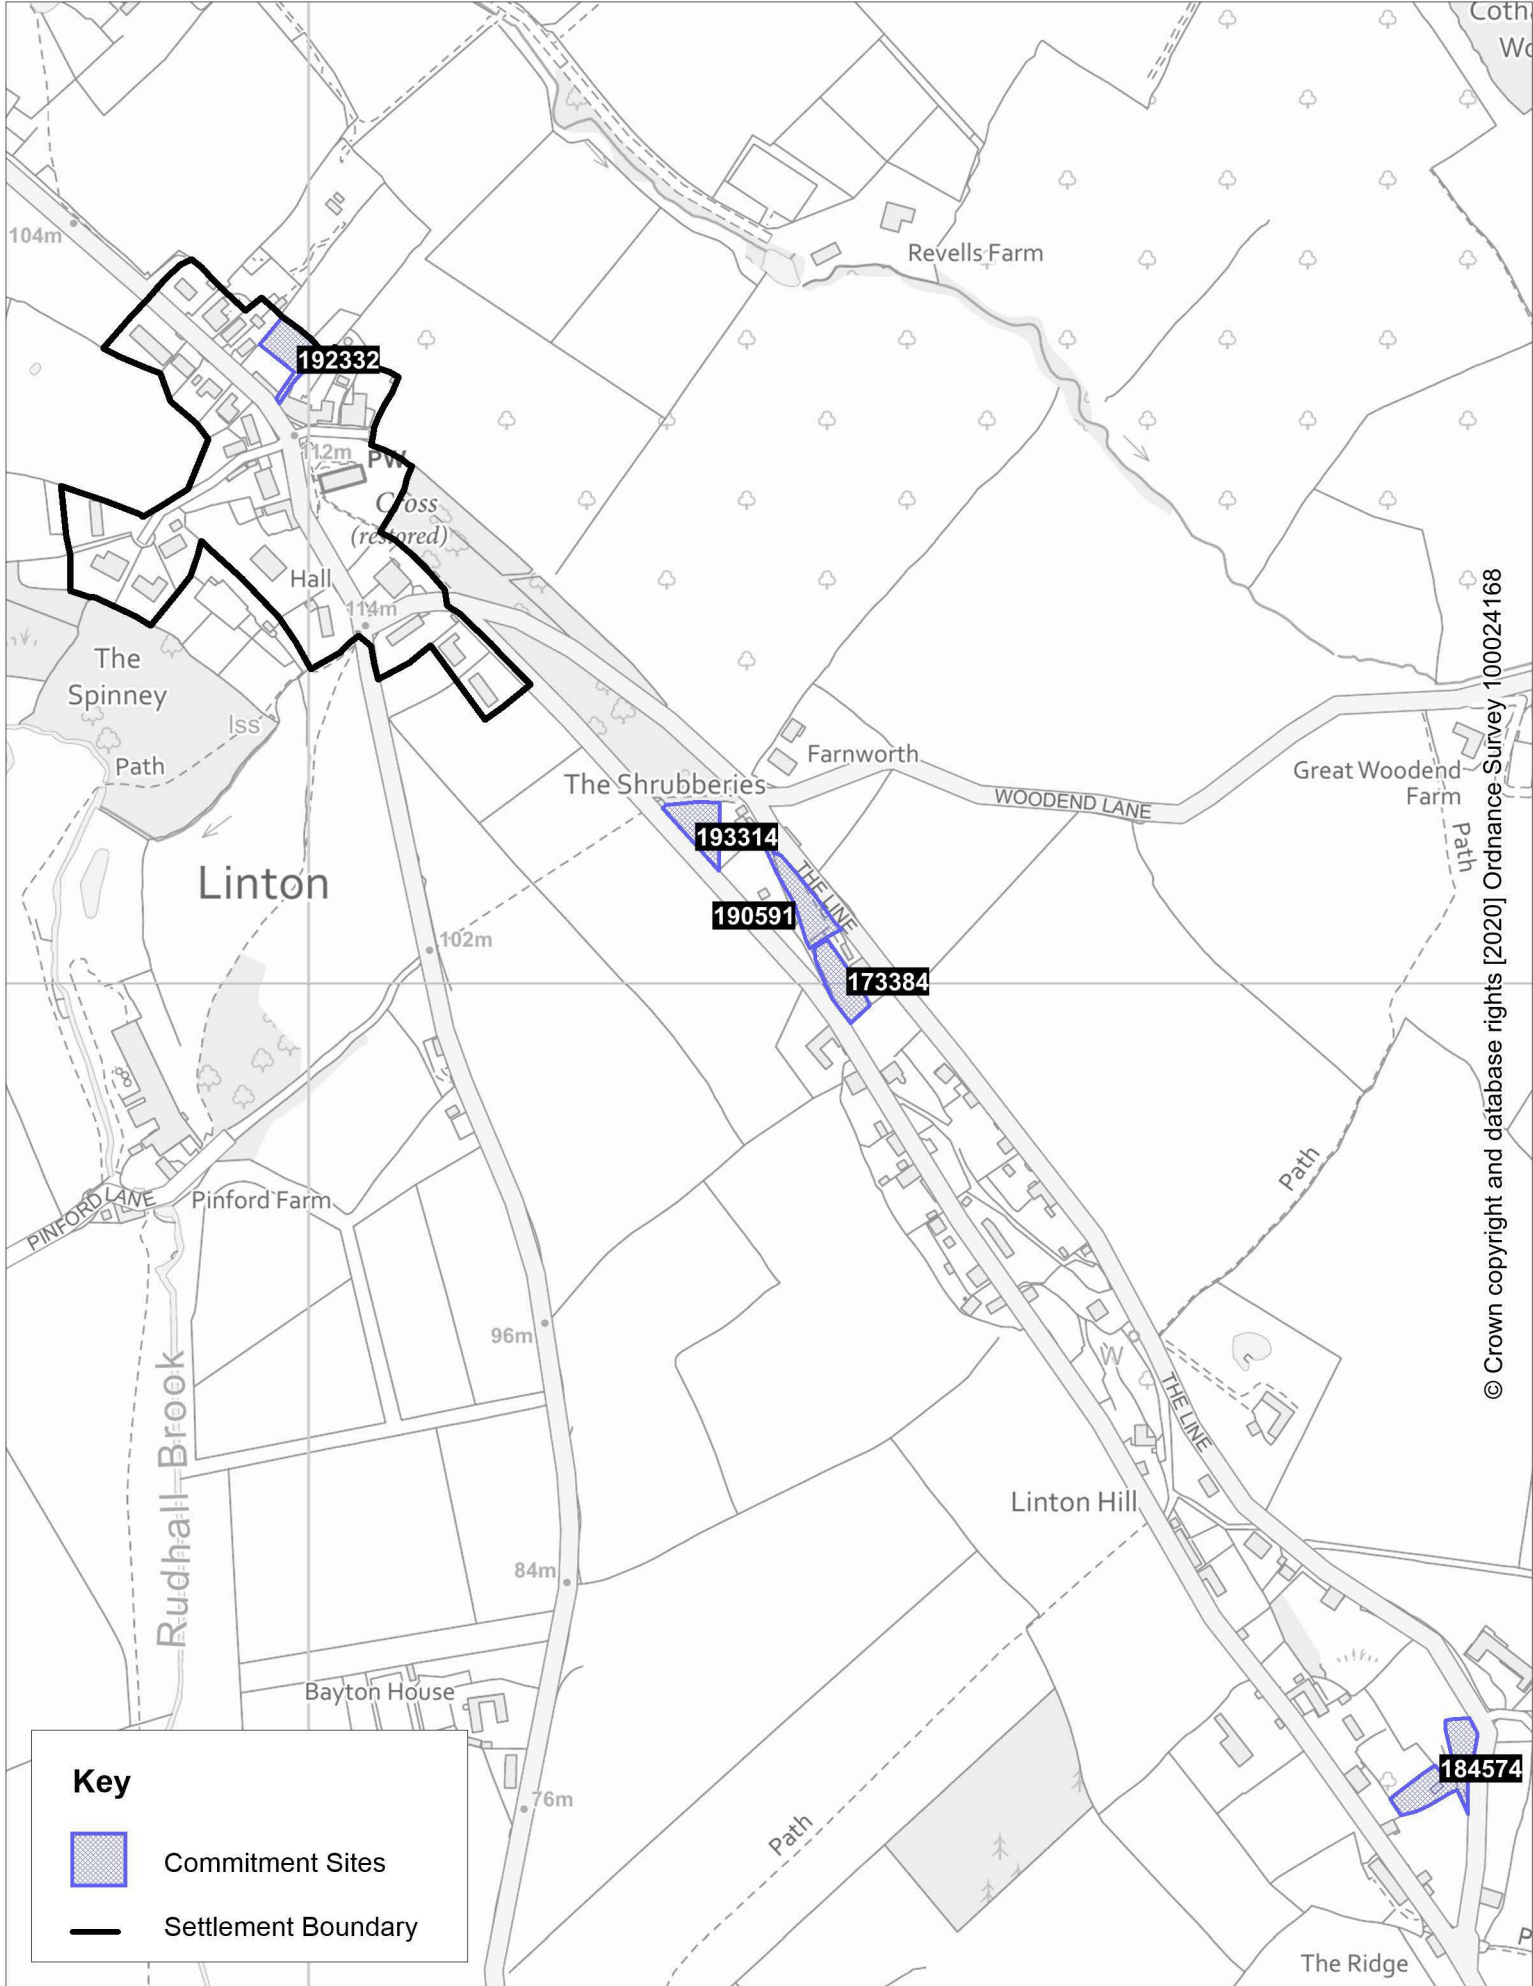 Coth
Wo
104m
Revells Farm
192332
112m
PW
Cross
(restored)
Hall
114m
The
Spinney
Iss
Path
Farnworth
The Shrubberies
WOODEND LANE
Great Woodend
Farm
Path
193314
THE LINE
Linton
190591
102m
173384
Path
PINFORD LANE
Pinford Farm
96m
W
THE LINE
Linton Hill
84m
Rudhall Brook
Bayton House
184574
76m
Path
The Ridge
P
Key
Commitment Sites
Settlement Boundary
© Crown copyright and database rights [2020] Ordnance Survey 100024168